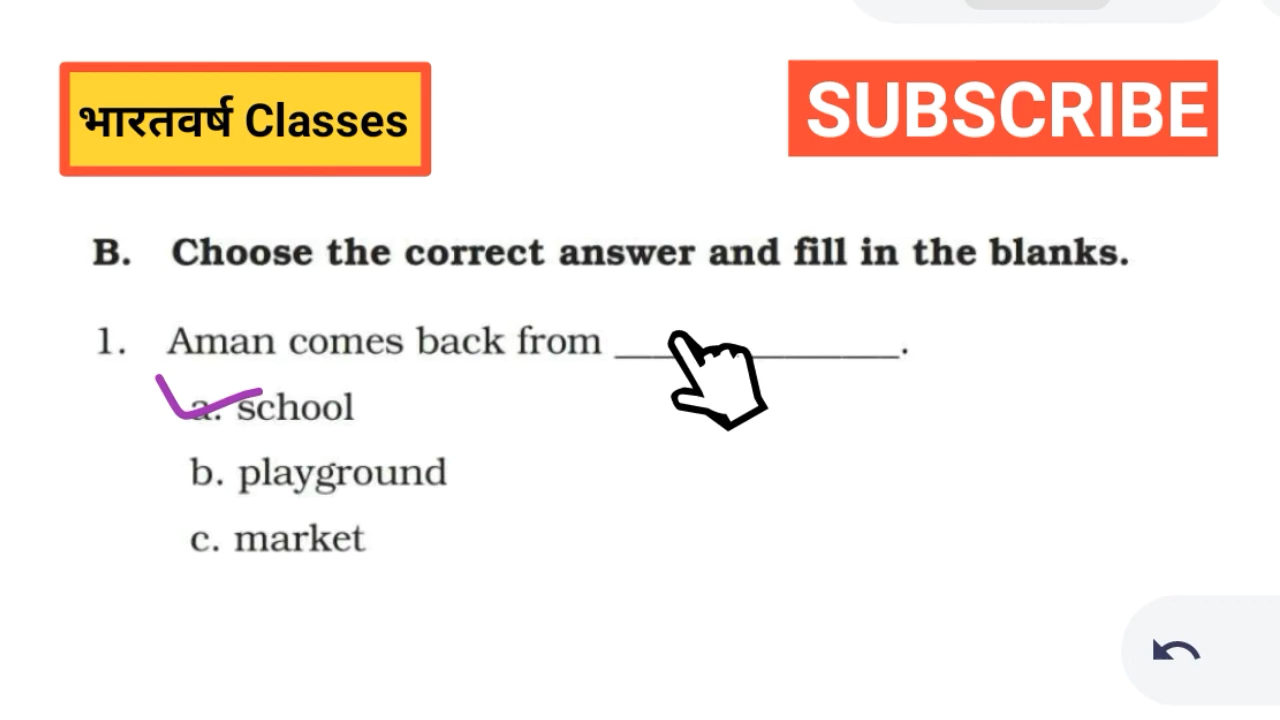 भारतवर्ष Classes
SUBSCRIBE
B. Choose the correct answer and fill in the blanks.
1. Aman comes back from ______________.
a. school
b. playground
c. market